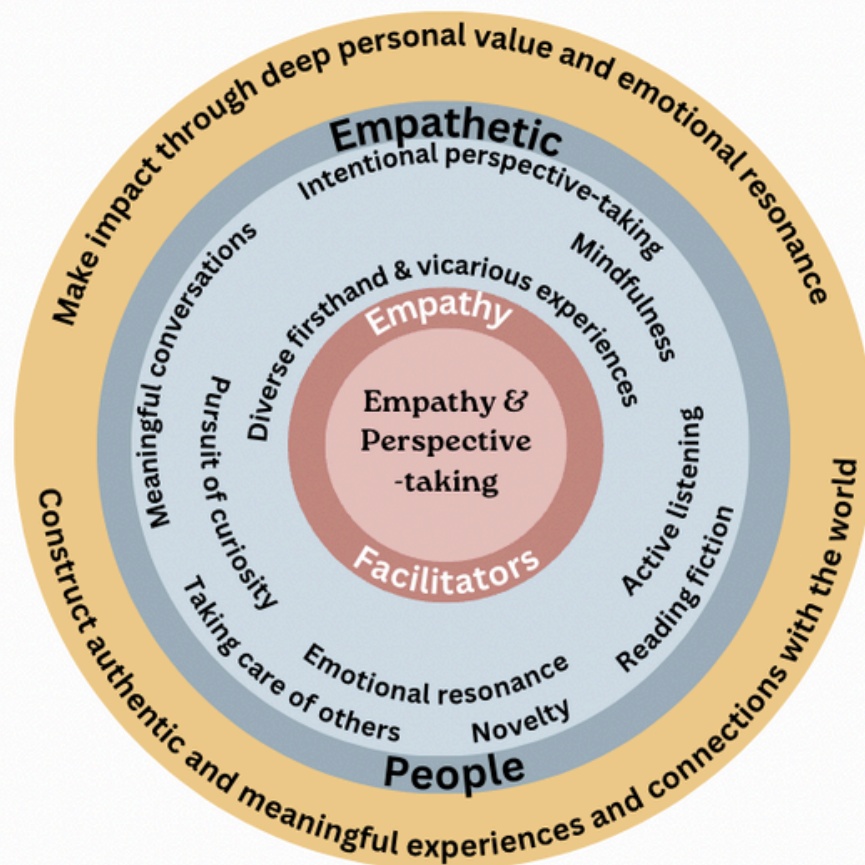 Make impact through deep personal value and emotional resonance
Empathetic
Intentional perspective-taking
Mindfulness
Meaningful conversations
Diverse firsthand & vicarious experiences
Empathy
Empathy &
Perspective
-taking
Facilitators
Pursuit of curiosity
Active listening
Reading fiction
Taking care of others
Emotional resonance
Novelty
People
Construct authentic and meaningful experiences and connections with the world